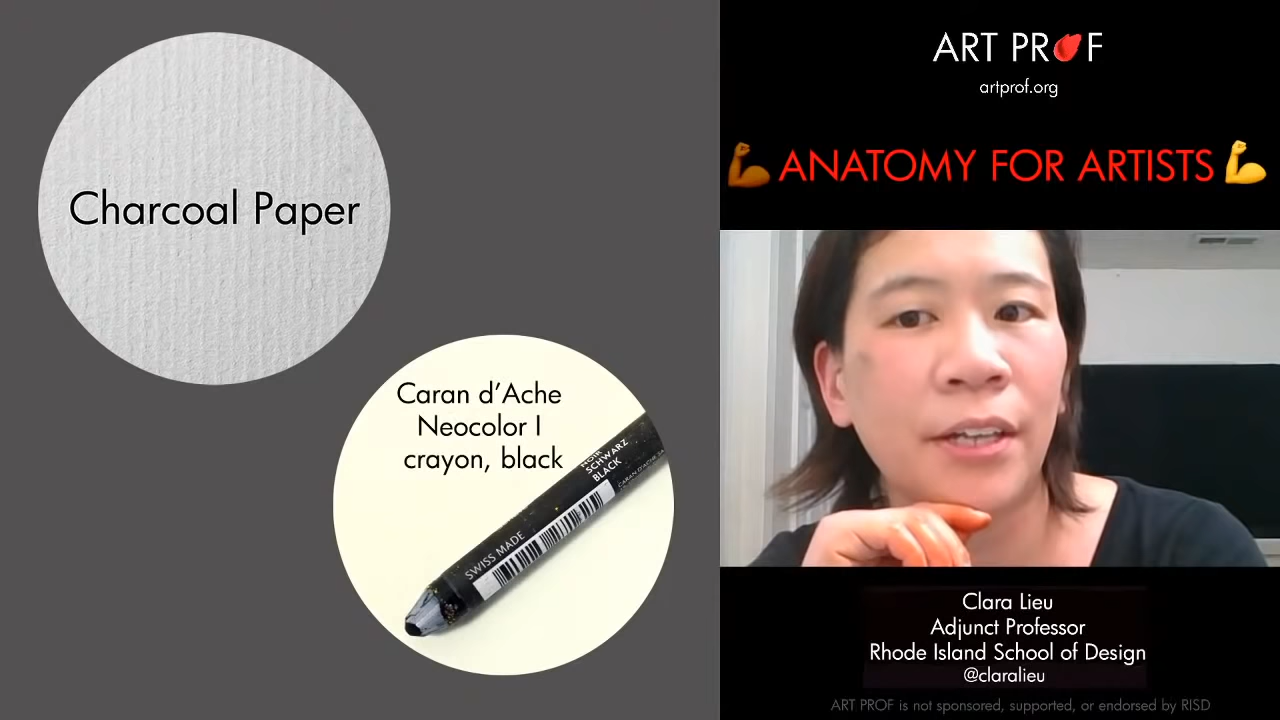 Charcoal Paper
Caran d'Ache
Neocolor I
crayon, black
SCHWARZ
BLACK
SWISS MADE
ART PROF
artprof.org
ANATOMY FOR ARTISTS
Clara Lieu
Adjunct Professor
Rhode Island School of Design
@claralieu
ART PROF is not sponsored, supported, or endorsed by RISD